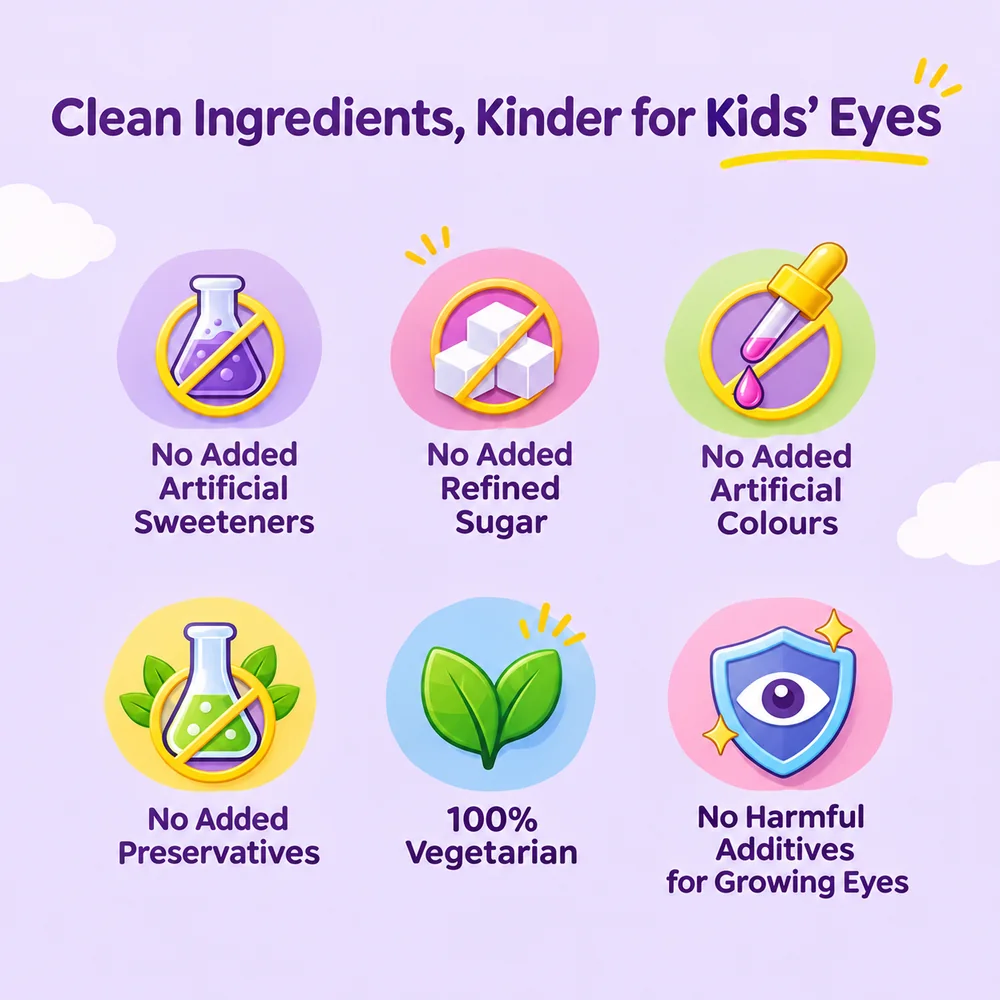 Clean Ingredients, Kinder for Kids’ Eyes
No Added
Artificial
Sweeteners
No Added
Refined
Sugar
No Added
Artificial
Colours
No Added
Preservatives
100%
Vegetarian
No Harmful
Additives
for Growing Eyes